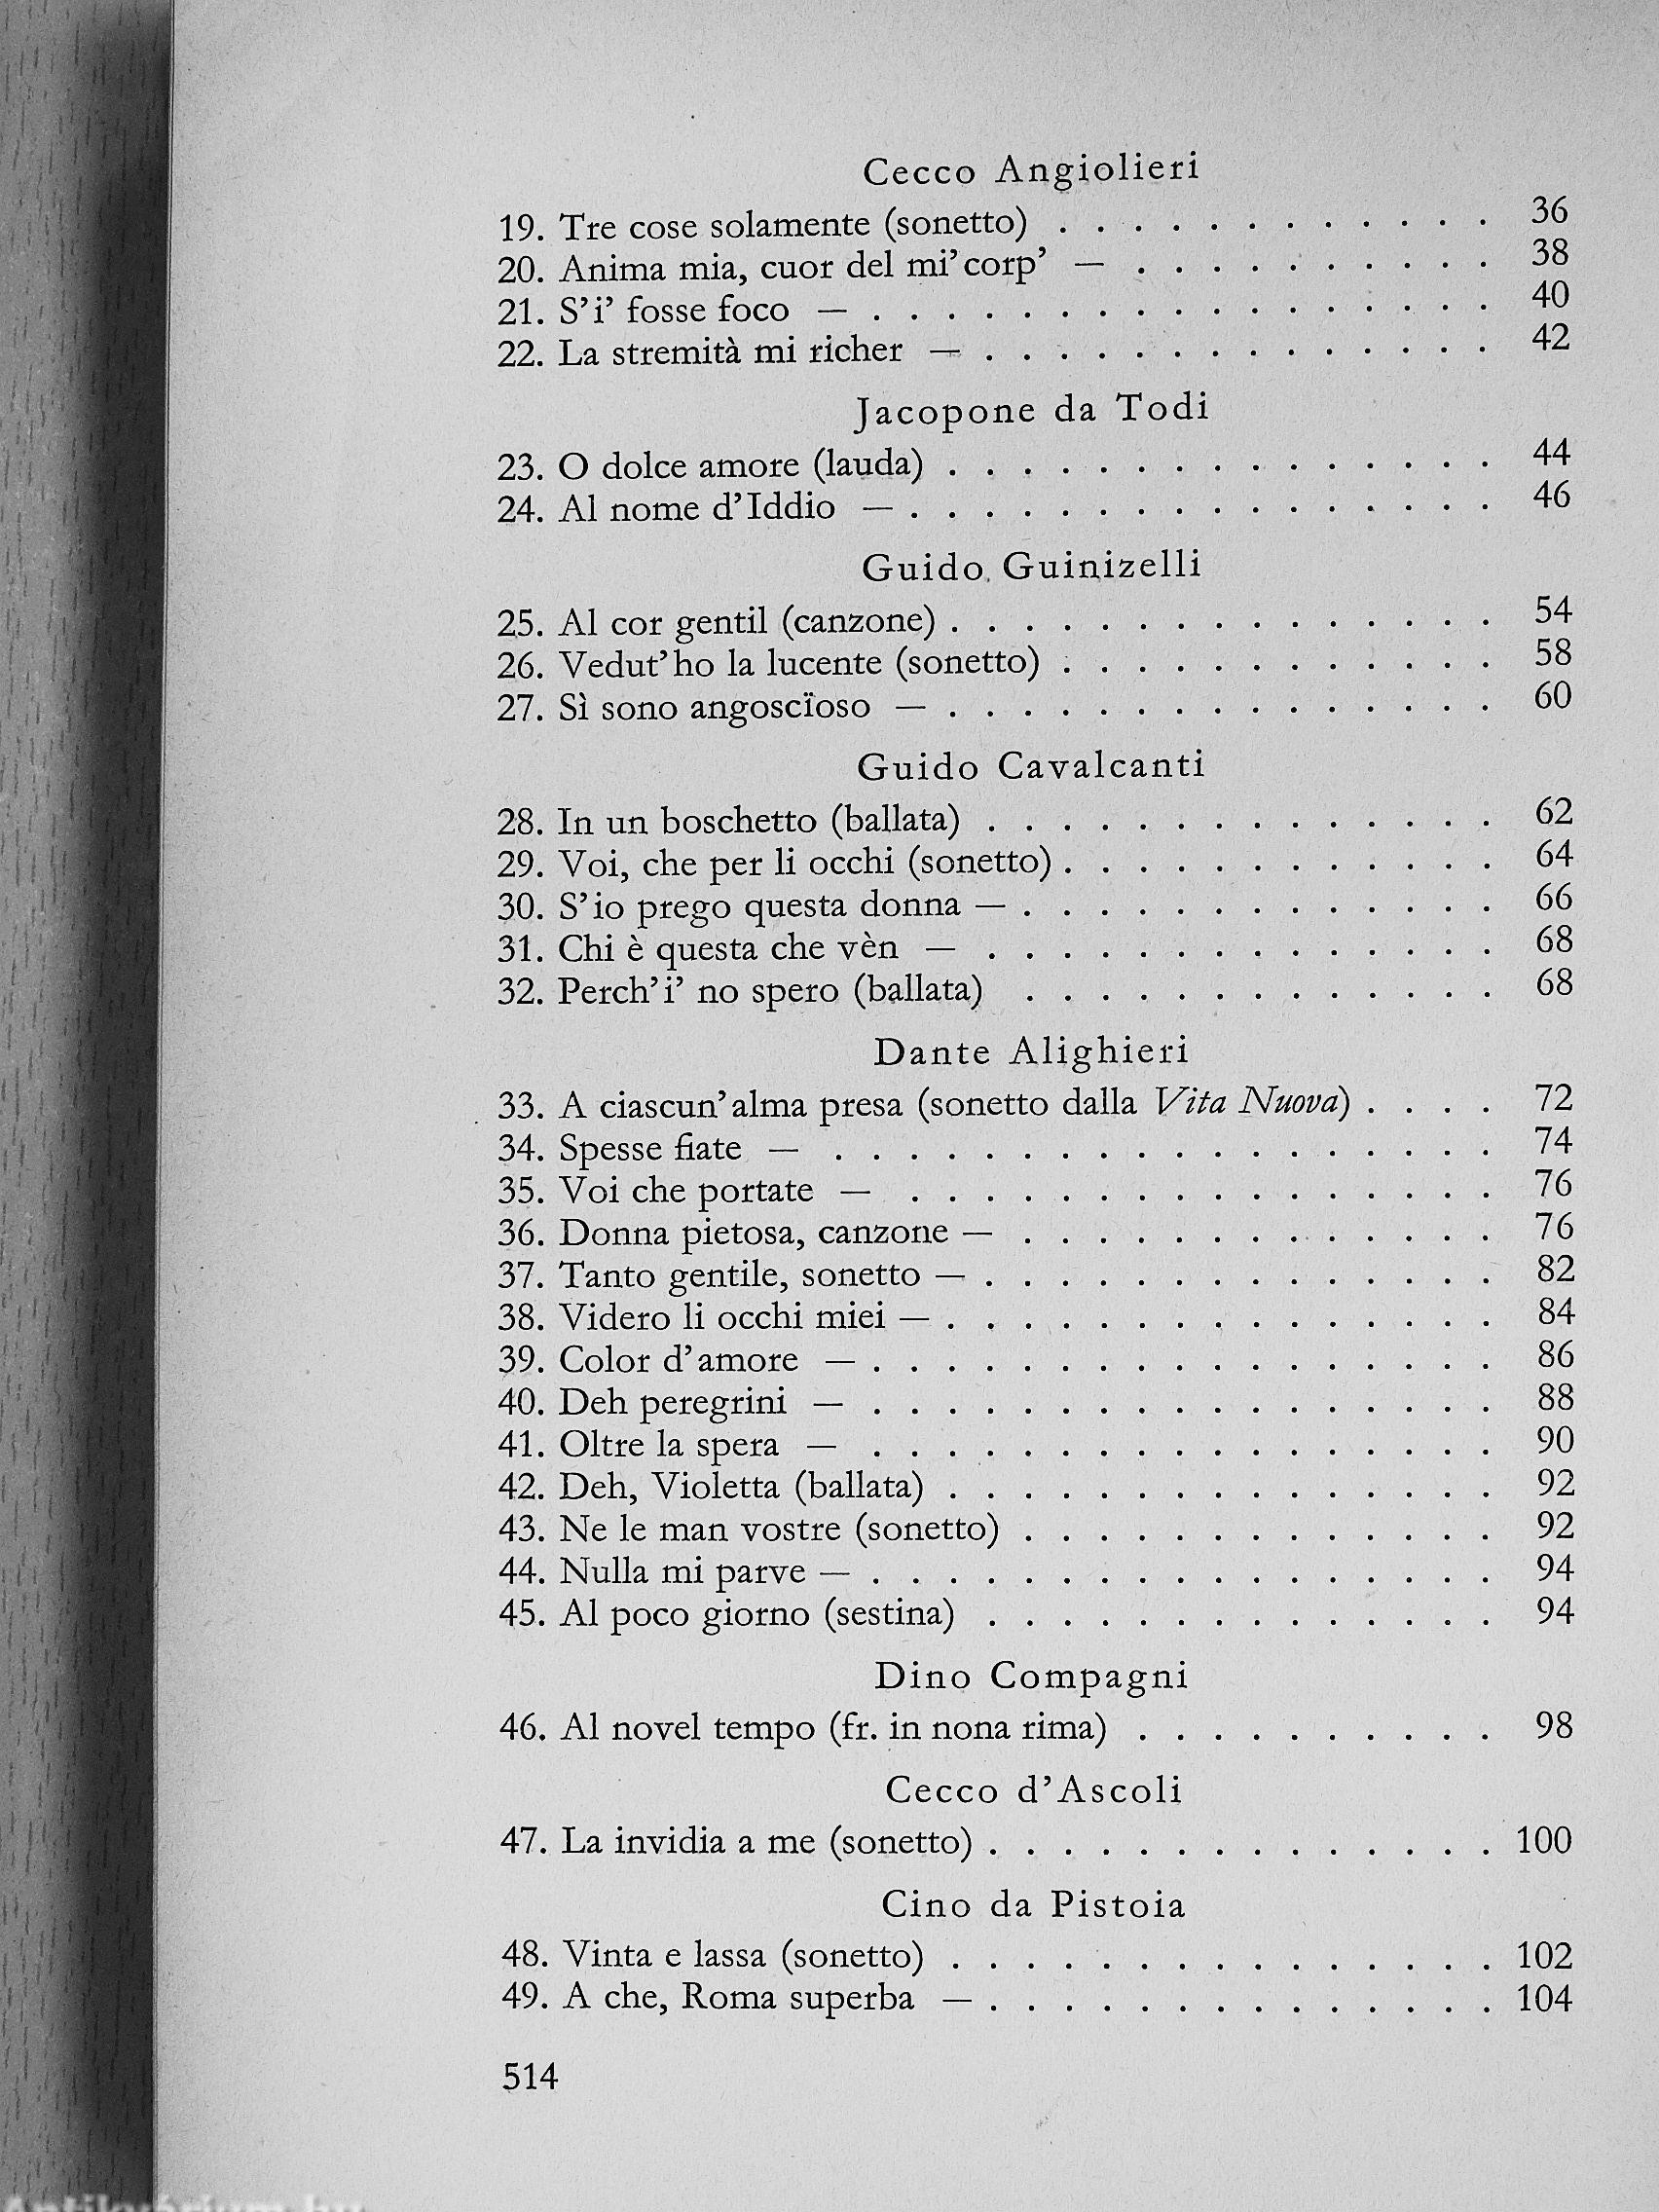 Cecco Angiolieri
19. Tre cose solamente (sonetto) . . . . . . . . . . . . 36
20. Anima mia, cuor del mi'corp' — . . . . . . . . . . 38
21. S'i' fosse foco — . . . . . . . . . . . . . . . . . 40
22. La stremità mi richer — . . . . . . . . . . . . . . 42
Jacopone da Todi
23. O dolce amore (lauda) . . . . . . . . . . . . . . . 44
24. Al nome d'Iddio — . . . . . . . . . . . . . . . . 46
Guido Guinizelli
25. Al cor gentil (canzone) . . . . . . . . . . . . . . . 54
26. Vedut'ho la lucente (sonetto) . . . . . . . . . . . . 58
27. Sì sono angoscïoso — . . . . . . . . . . . . . . . 60
Guido Cavalcanti
28. In un boschetto (ballata) . . . . . . . . . . . . . . 62
29. Voi, che per li occhi (sonetto) . . . . . . . . . . . . 64
30. S'io prego questa donna — . . . . . . . . . . . . . 66
31. Chi è questa che vèn — . . . . . . . . . . . . . . 68
32. Perch'i' no spero (ballata) . . . . . . . . . . . . . 68
Dante Alighieri
33. A ciascun'alma presa (sonetto dalla Vita Nuova) . . . . 72
34. Spesse fiate — . . . . . . . . . . . . . . . . . . 74
35. Voi che portate — . . . . . . . . . . . . . . . . 76
36. Donna pietosa, canzone — . . . . . . . . . . . . . 76
37. Tanto gentile, sonetto — . . . . . . . . . . . . . . 82
38. Videro li occhi miei — . . . . . . . . . . . . . . . 84
39. Color d'amore — . . . . . . . . . . . . . . . . . 86
40. Deh peregrini — . . . . . . . . . . . . . . . . . 88
41. Oltre la spera — . . . . . . . . . . . . . . . . . 90
42. Deh, Violetta (ballata) . . . . . . . . . . . . . . . 92
43. Ne le man vostre (sonetto) . . . . . . . . . . . . . 92
44. Nulla mi parve — . . . . . . . . . . . . . . . . . 94
45. Al poco giorno (sestina) . . . . . . . . . . . . . . 94
Dino Compagni
46. Al novel tempo (fr. in nona rima) . . . . . . . . . . 98
Cecco d'Ascoli
47. La invidia a me (sonetto) . . . . . . . . . . . . . . 100
Cino da Pistoia
48. Vinta e lassa (sonetto) . . . . . . . . . . . . . . . 102
49. A che, Roma superba — . . . . . . . . . . . . . . 104
514